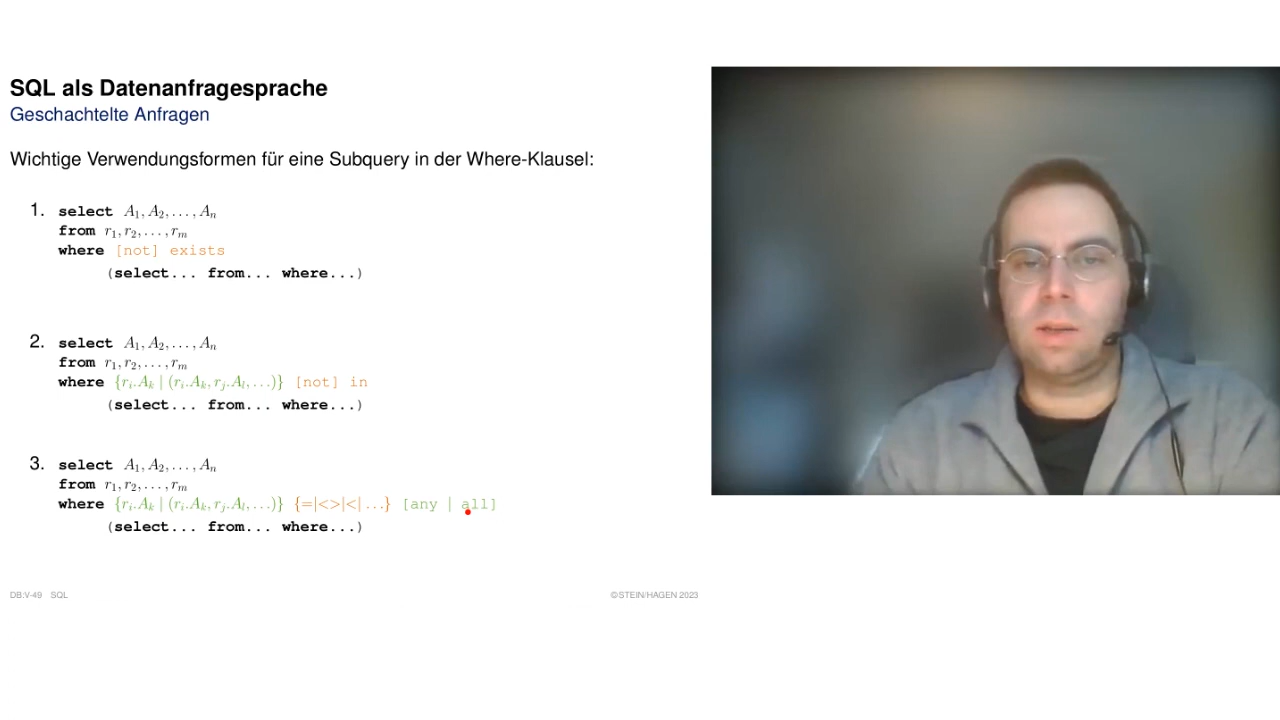 SQL als Datenanfragesprache
Geschachtelte Anfragen
Wichtige Verwendungsformen für eine Subquery in der Where-Klausel:
1. select A₁, A₂, . . . , Aₙ
from r₁, r₂, . . . , rₘ
where [not] exists
(select... from... where...)
2. select A₁, A₂, . . . , Aₙ
from r₁, r₂, . . . , rₘ
where {rᵢ.Aₖ | (rᵢ.Aₖ, rⱼ.Aₗ, . . .)} [not] in
(select... from... where...)
3. select A₁, A₂, . . . , Aₙ
from r₁, r₂, . . . , rₘ
where {rᵢ.Aₖ | (rᵢ.Aₖ, rⱼ.Aₗ, . . .)} {=|<>|<| . . .} [any | all]
(select... from... where...)
DB:V-49 SQL
©STEIN/HAGEN 2023